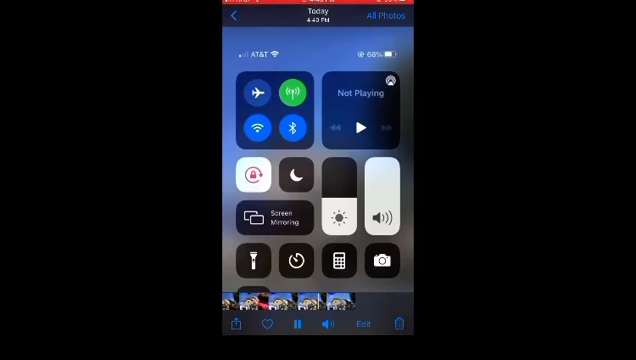 Today
4:40 PM
All Photos
AT&T
68%
Not Playing
Screen
Mirroring
Edit